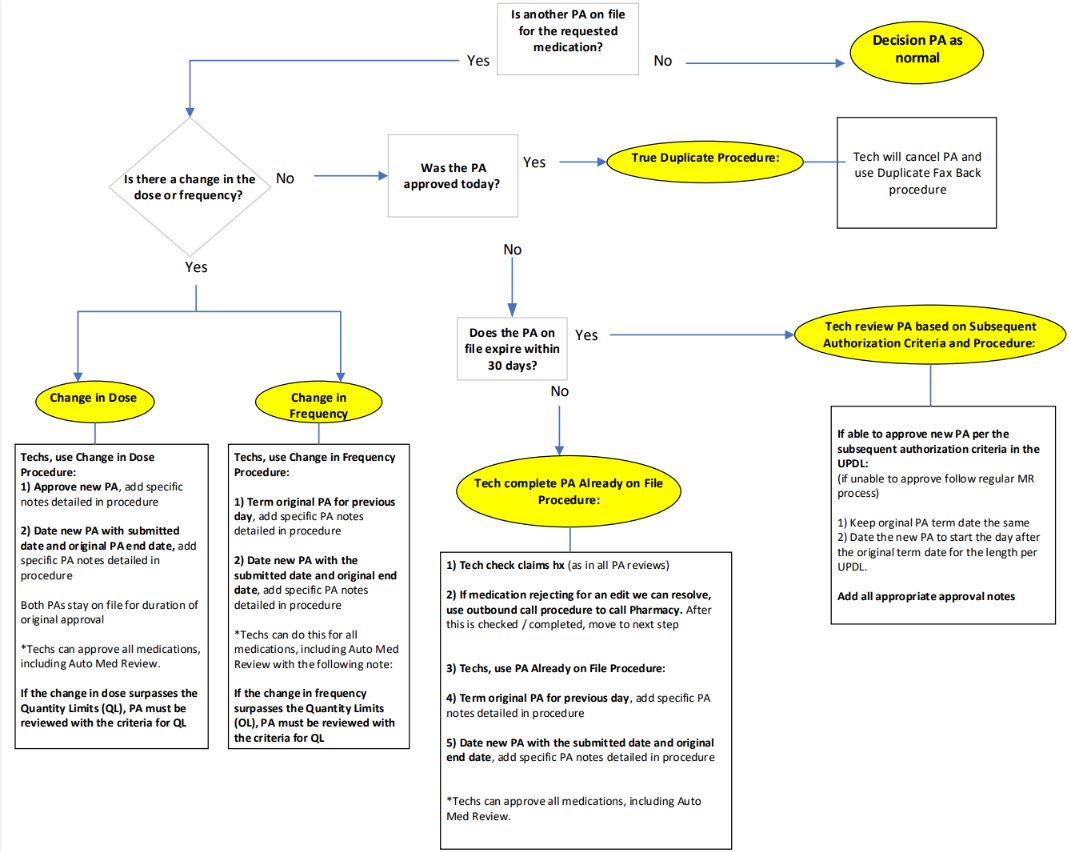 Is another PA on file
for the requested
medication?
Yes
No
Decision PA as
normal
Is there a change in the
dose or frequency?
No
Was the PA
approved today?
Yes
True Duplicate Procedure:
Tech will cancel PA and
use Duplicate Fax Back
procedure
Yes
No
Does the PA on
file expire within
30 days?
Yes
Tech review PA based on Subsequent
Authorization Criteria and Procedure:
No
Change in Dose
Change in
Frequency
Techs, use Change in Dose
Procedure:
1) Approve new PA, add specific
notes detailed in procedure
2) Date new PA with submitted
date and original PA end date, add
specific PA notes detailed in
procedure
Both PAs stay on file for duration of
original approval
*Techs can approve all medications,
including Auto Med Review.
If the change in dose surpasses the
Quantity Limits (QL), PA must be
reviewed with the criteria for QL
Techs, use Change in Frequency
Procedure:
1) Term original PA for previous
day, add specific PA notes
detailed in procedure
2) Date new PA with the
submitted date and original end
date, add specific PA notes
detailed in procedure
*Techs can do this for all
medications, including Auto Med
Review with the following note:
If the change in frequency
surpasses the Quantity Limits
(OL), PA must be reviewed with
the criteria for QL
Tech complete PA Already on File
Procedure:
1) Tech check claims hx (as in all PA reviews)
2) If medication rejecting for an edit we can resolve,
use outbound call procedure to call Pharmacy. After
this is checked / completed, move to next step
3) Techs, use PA Already on File Procedure:
4) Term original PA for previous day, add specific PA
notes detailed in procedure
5) Date new PA with the submitted date and original
end date, add specific PA notes detailed in procedure
*Techs can approve all medications, including Auto
Med Review.
If able to approve new PA per the
subsequent authorization criteria in the
UPDL:
(if unable to approve follow regular MR
process)
1) Keep orginal PA term date the same
2) Date the new PA to start the day after
the original term date for the length per
UPDL.
Add all appropriate approval notes